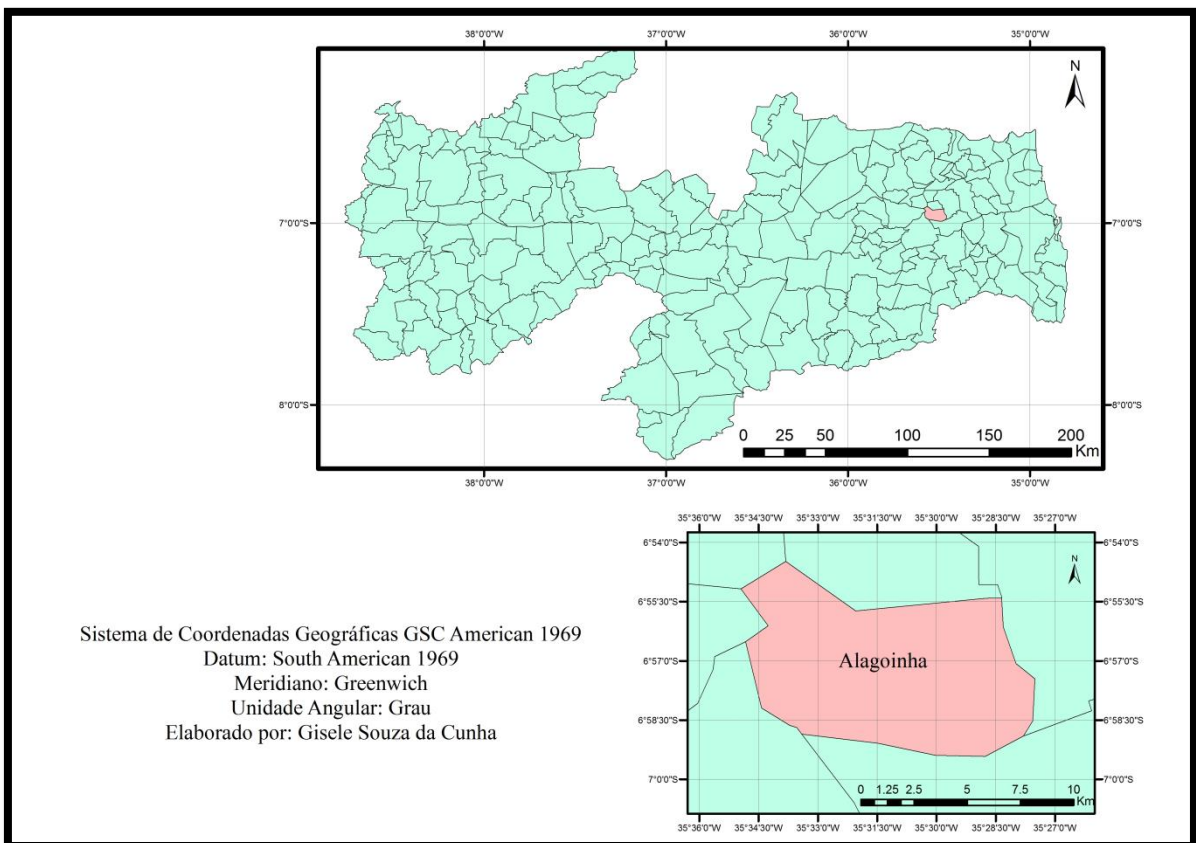 38°0'0"W 37°0'0"W 36°0'0"W 35°0'0"W
N
7°0'0"S 7°0'0"S
8°0'0"S 8°0'0"S
0 25 50 100 150 200
Km
38°0'0"W 37°0'0"W 36°0'0"W 35°0'0"W
35°36'0"W 35°34'30"W 35°33'0"W 35°31'30"W 35°30'0"W 35°28'30"W 35°27'0"W
6°54'0"S 6°54'0"S
N
6°55'30"S 6°55'30"S
6°57'0"S 6°57'0"S
Alagoinha
6°58'30"S 6°58'30"S
7°0'0"S 7°0'0"S
0 1.25 2.5 5 7.5 10
Km
35°36'0"W 35°34'30"W 35°33'0"W 35°31'30"W 35°30'0"W 35°28'30"W 35°27'0"W
Sistema de Coordenadas Geográficas GSC American 1969
Datum: South American 1969
Meridiano: Greenwich
Unidade Angular: Grau
Elaborado por: Gisele Souza da Cunha